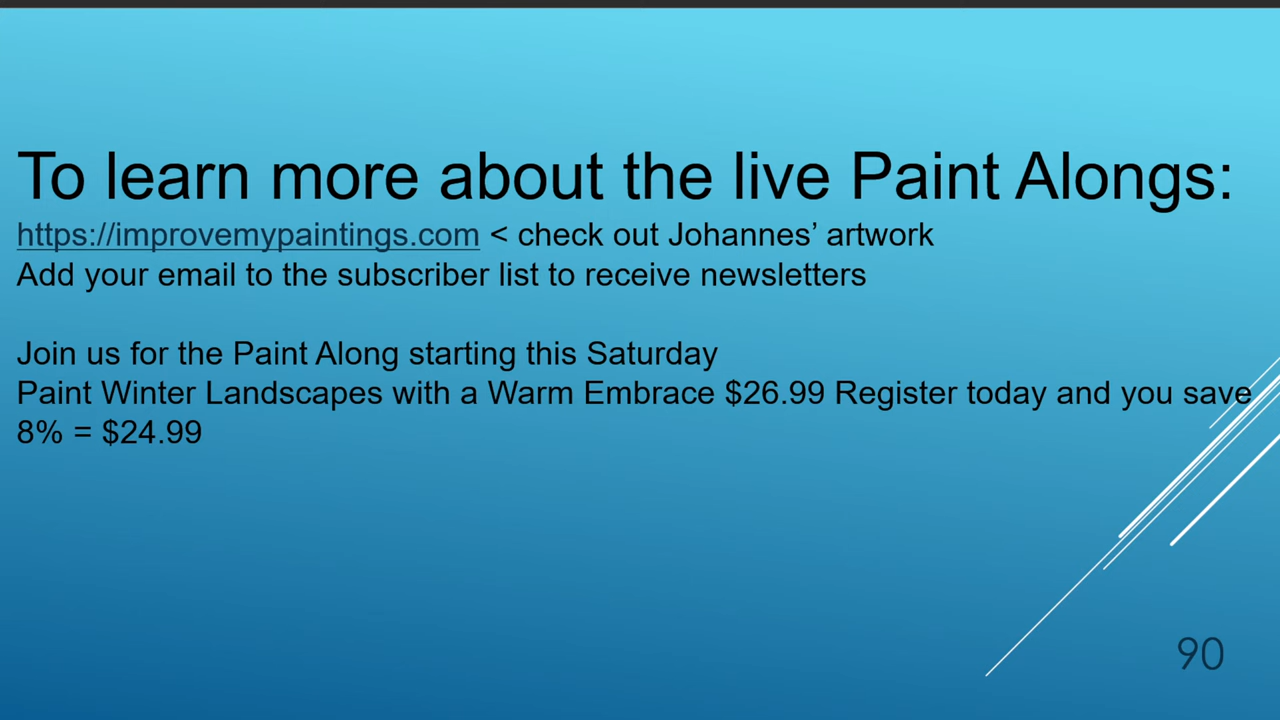 To learn more about the live Paint Alongs:
https://improvemypaintings.com < check out Johannes’ artwork
Add your email to the subscriber list to receive newsletters
Join us for the Paint Along starting this Saturday
Paint Winter Landscapes with a Warm Embrace $26.99 Register today and you save
8% = $24.99
90